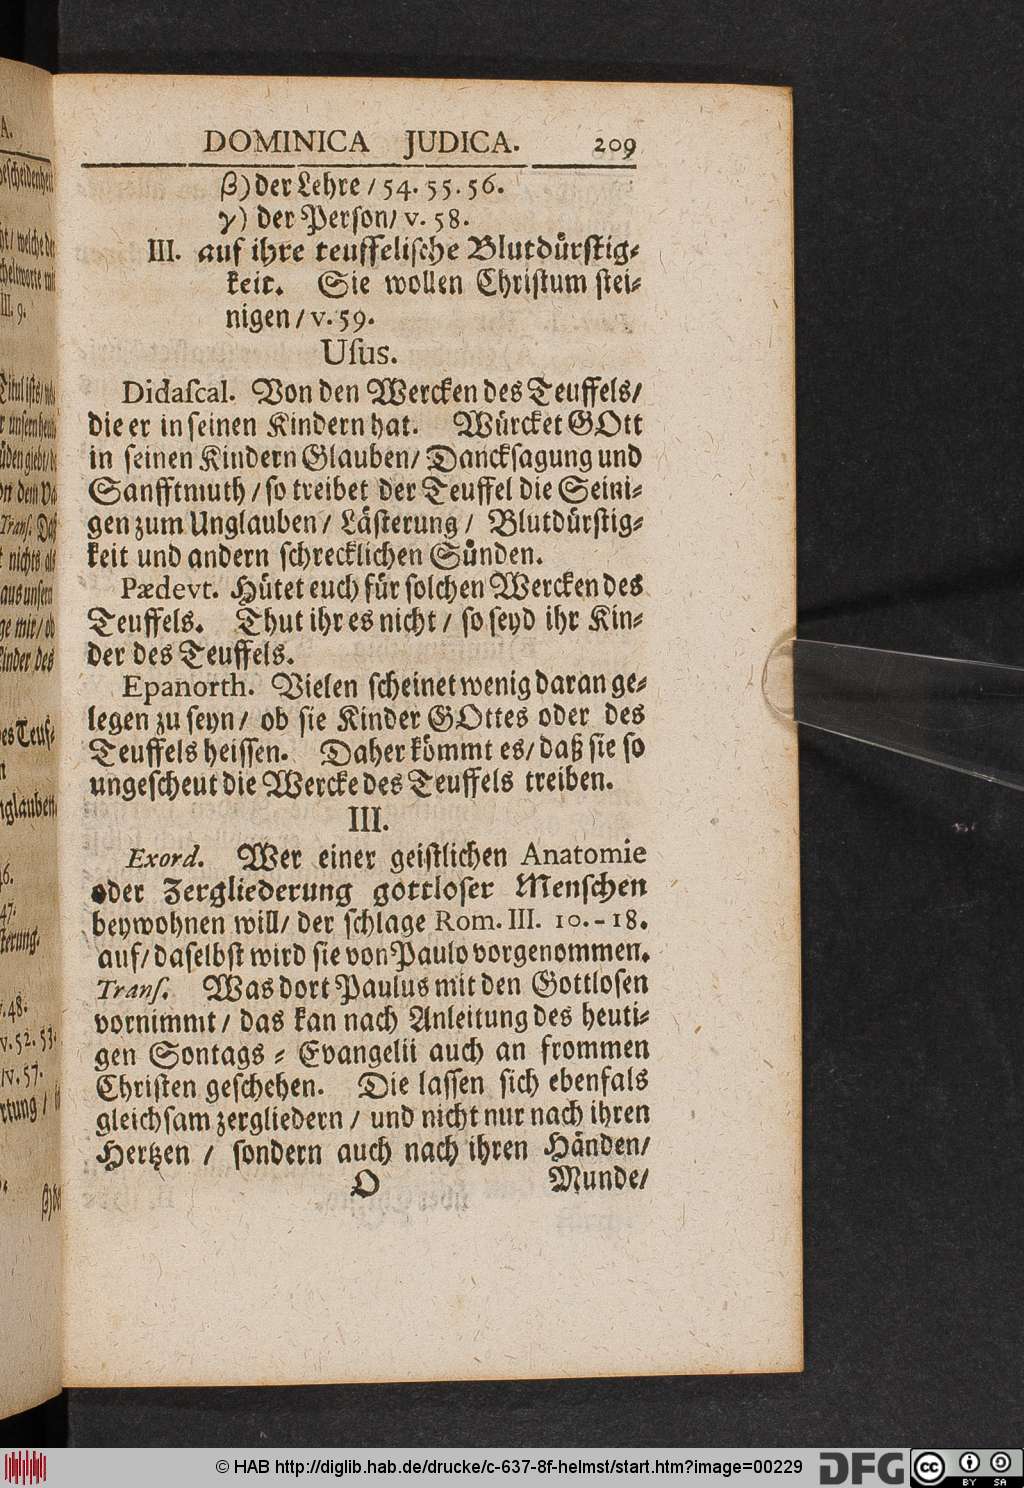 DOMINICA JUDICA. 209
β) der Lehre / 54. 55. 56.
γ) der Person/ v. 58.
III. auf ihre teuffelische Blutdürstig-
keit. Sie wollen Christum stei-
nigen / v. 59.
Usus.
Didascal. Von den Wercken des Teuffels/
die er in seinen Kindern hat. Würcket GOtt
in seinen Kindern Glauben/ Dancksagung und
Sanfftmuth / so treibet der Teuffel die Seini-
gen zum Unglauben / Lästerung / Blutdürstig-
keit und andern schrecklichen Sünden.
Pædevt. Hütet euch für solchen Wercken des
Teuffels. Thut ihr es nicht / so seyd ihr Kin-
der des Teuffels.
Epanorth. Vielen scheinet wenig daran ge-
legen zu seyn / ob sie Kinder GOttes oder des
Teuffels heissen. Daher kömmt es/ daß sie so
ungescheut die Wercke des Teuffels treiben.
III.
Exord. Wer einer geistlichen Anatomie
oder Zergliederung gottloser Menschen
beywohnen will/ der schlage Rom. III. 10.-18.
auf/ daselbst wird sie von Paulo vorgenommen.
Trans. Was dort Paulus mit den Gottlosen
vornimmt / das kan nach Anleitung des heuti-
gen Sontags - Evangelii auch an frommen
Christen geschehen. Die lassen sich ebenfals
gleichsam zergliedern / und nicht nur nach ihren
Hertzen / sondern auch nach ihren Händen/
O Munde/
© HAB http://diglib.hab.de/drucke/c-637-8f-helmst/start.htm?image=00229
DFG
cc
BY SA